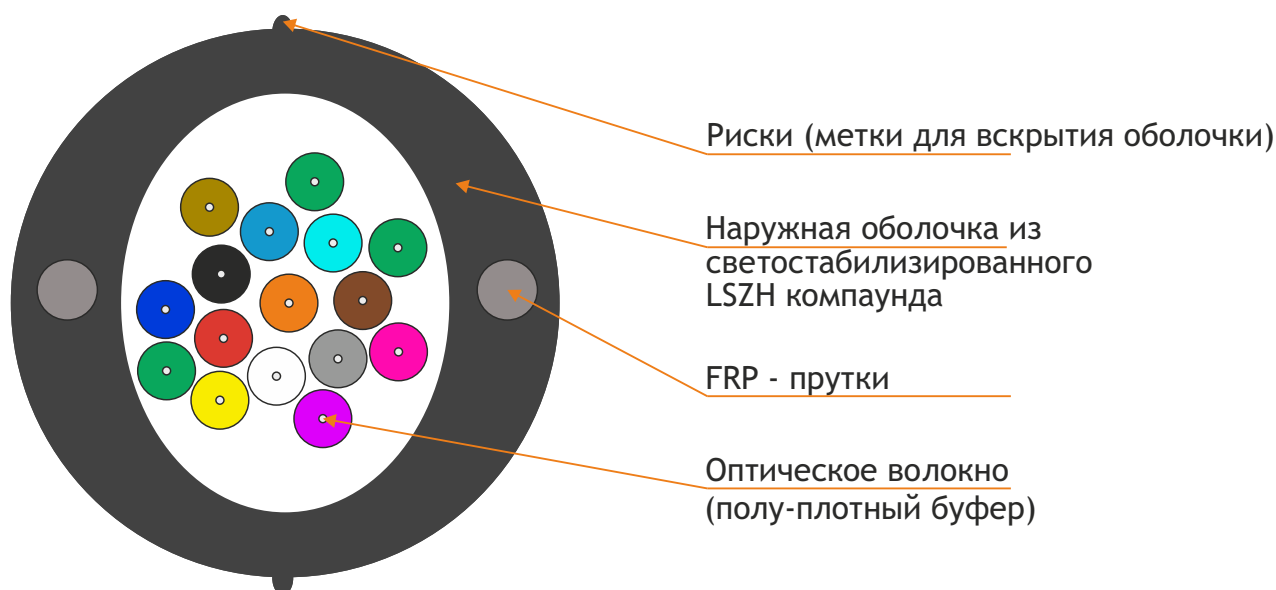 Риски (метки для вскрытия оболочки)
Наружная оболочка из
светостабилизированного
LSZH компаунда
FRP - прутки
Оптическое волокно
(полу-плотный буфер)